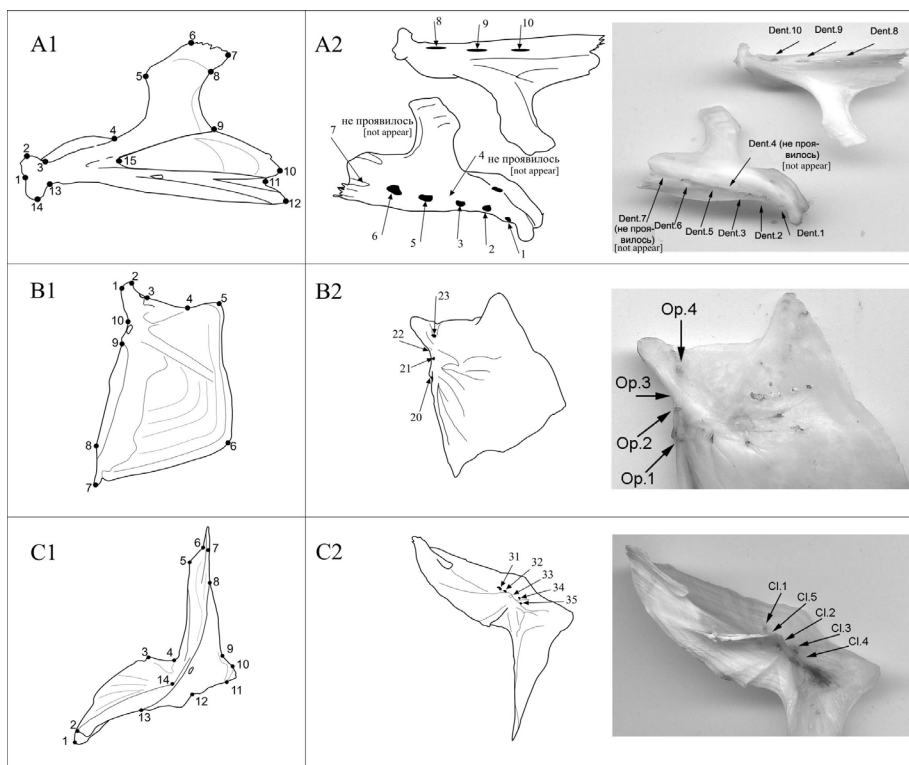 A1
6
7
5
8
4
9
2
3
15
10
1
13
11
14
12
A2
8 9 10
не проявилось
[not appear]
7
4 не проявилось
[not appear]
6
5
3
2
1
Dent.10
Dent.9
Dent.8
Dent.4 (не проя-
вилось)
[not appear]
Dent.7
(не проя-
вилось)
[not appear]
Dent.6
Dent.5
Dent.3
Dent.2
Dent.1
B1
1
2
3
4
5
10
9
8
6
7
B2
23
22
21
20
Op.4
Op.3
Op.2
Op.1
C1
6
7
5
8
3
4
9
10
14
11
12
13
2
1
C2
31
32
33
34
35
Cl.1
Cl.5
Cl.2
Cl.3
Cl.4